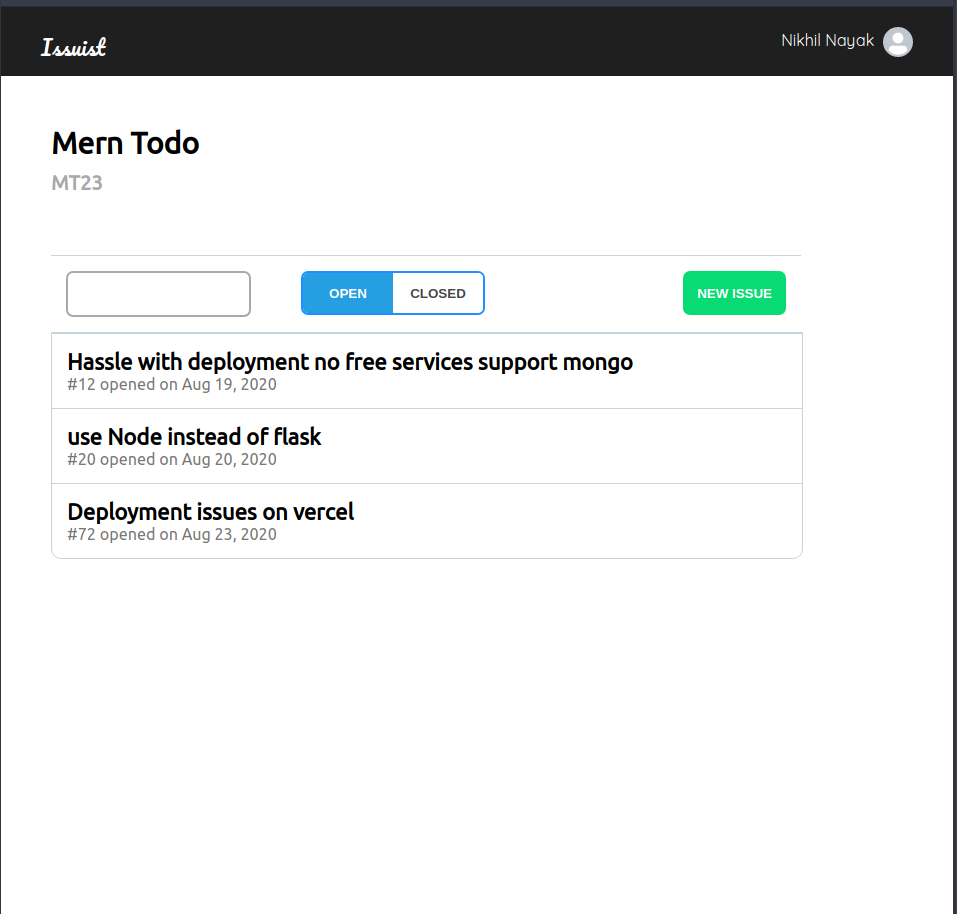 Issuist
Nikhil Nayak
Mern Todo
MT23
OPEN CLOSED NEW ISSUE
Hassle with deployment no free services support mongo
#12 opened on Aug 19, 2020
use Node instead of flask
#20 opened on Aug 20, 2020
Deployment issues on vercel
#72 opened on Aug 23, 2020